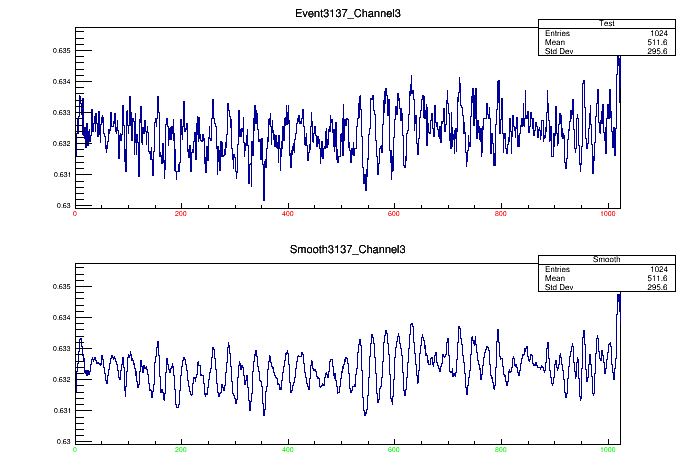 Event3137_Channel3
Test
Entries 1024
Mean 511.6
Std Dev 295.6
0.635
0.634
0.633
0.632
0.631
0.63
0 200 400 600 800 1000
Smooth3137_Channel3
Smooth
Entries 1024
Mean 511.6
Std Dev 295.6
0.635
0.634
0.633
0.632
0.631
0.63
0 200 400 600 800 1000